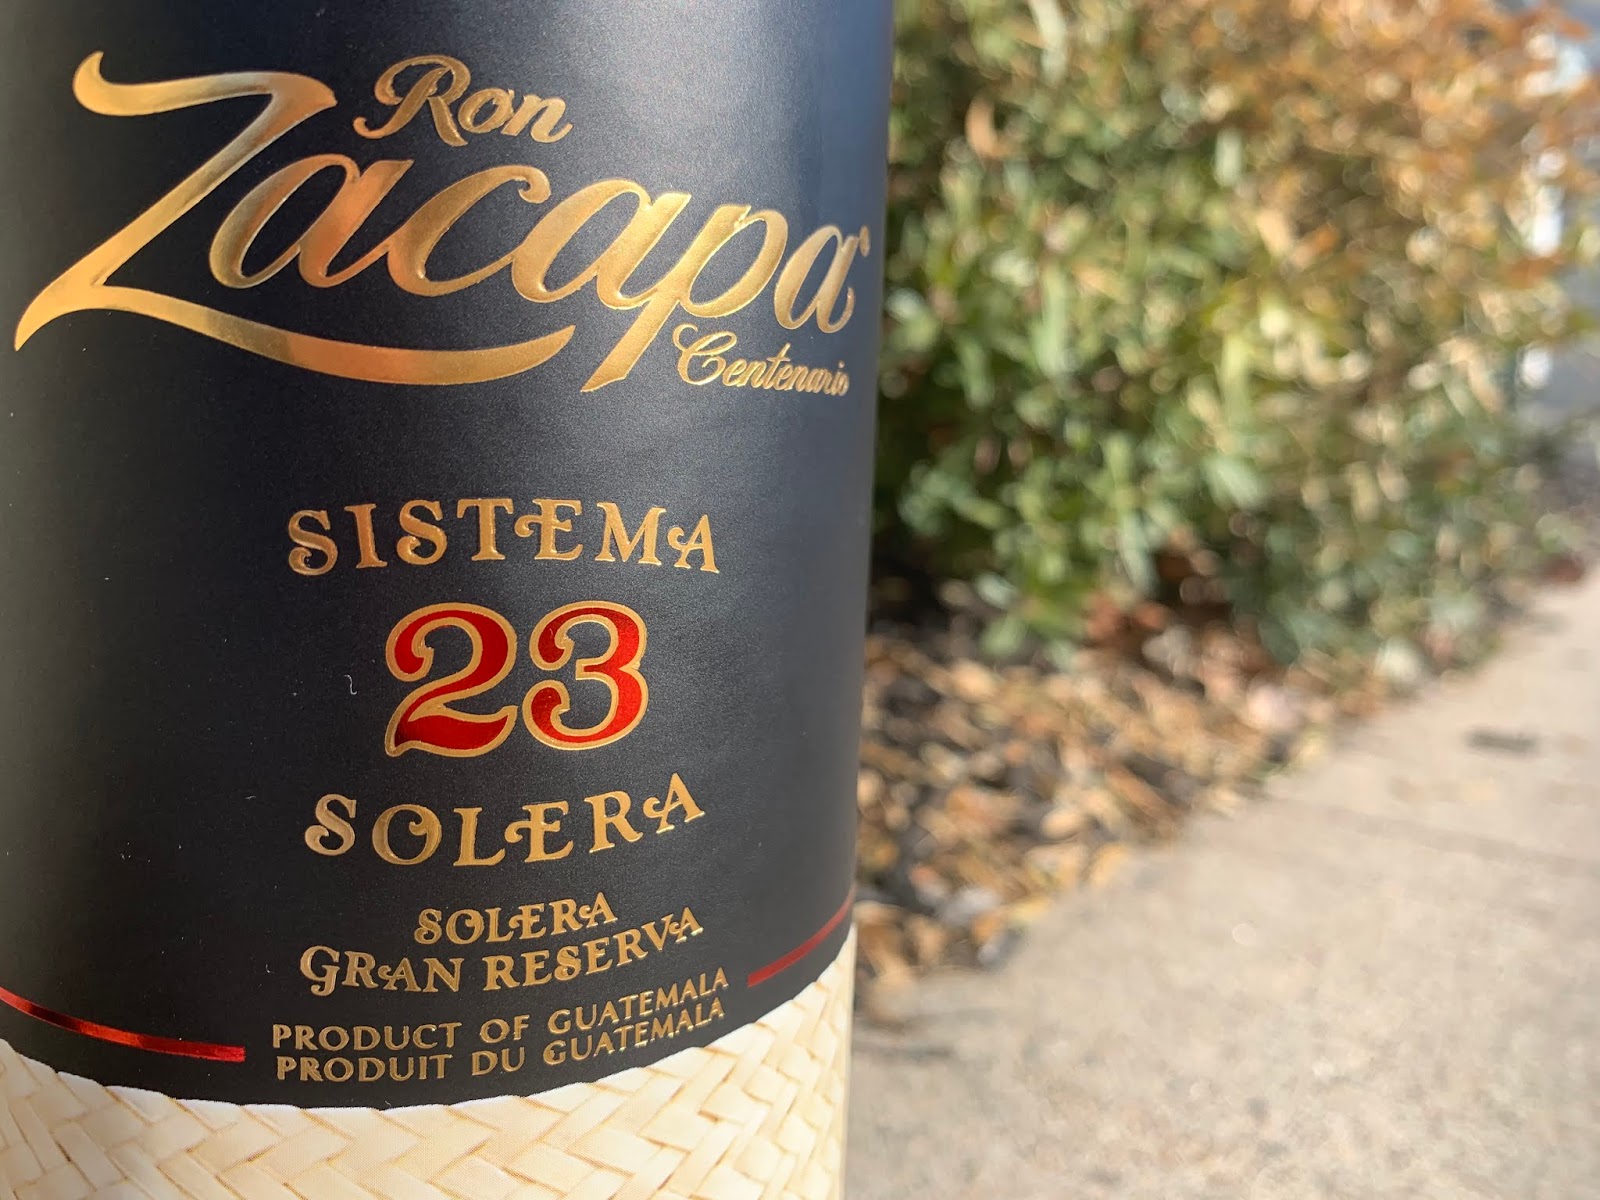 Ron
Zacapa
Centenario
SISTEMA
23
SOLERA
SOLERA
GRAN RESERVA
PRODUCT OF GUATEMALA
PRODUIT DU GUATEMALA